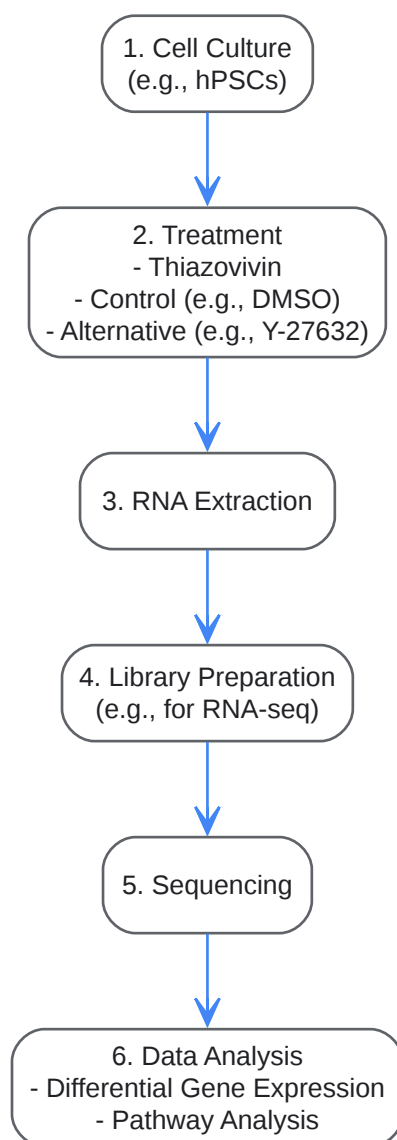 1. Cell Culture
(e.g., hPSCs)
2. Treatment
- Thiazovivin
- Control (e.g., DMSO)
- Alternative (e.g., Y-27632)
3. RNA Extraction
4. Library Preparation
(e.g., for RNA-seq)
5. Sequencing
6. Data Analysis
- Differential Gene Expression
- Pathway Analysis